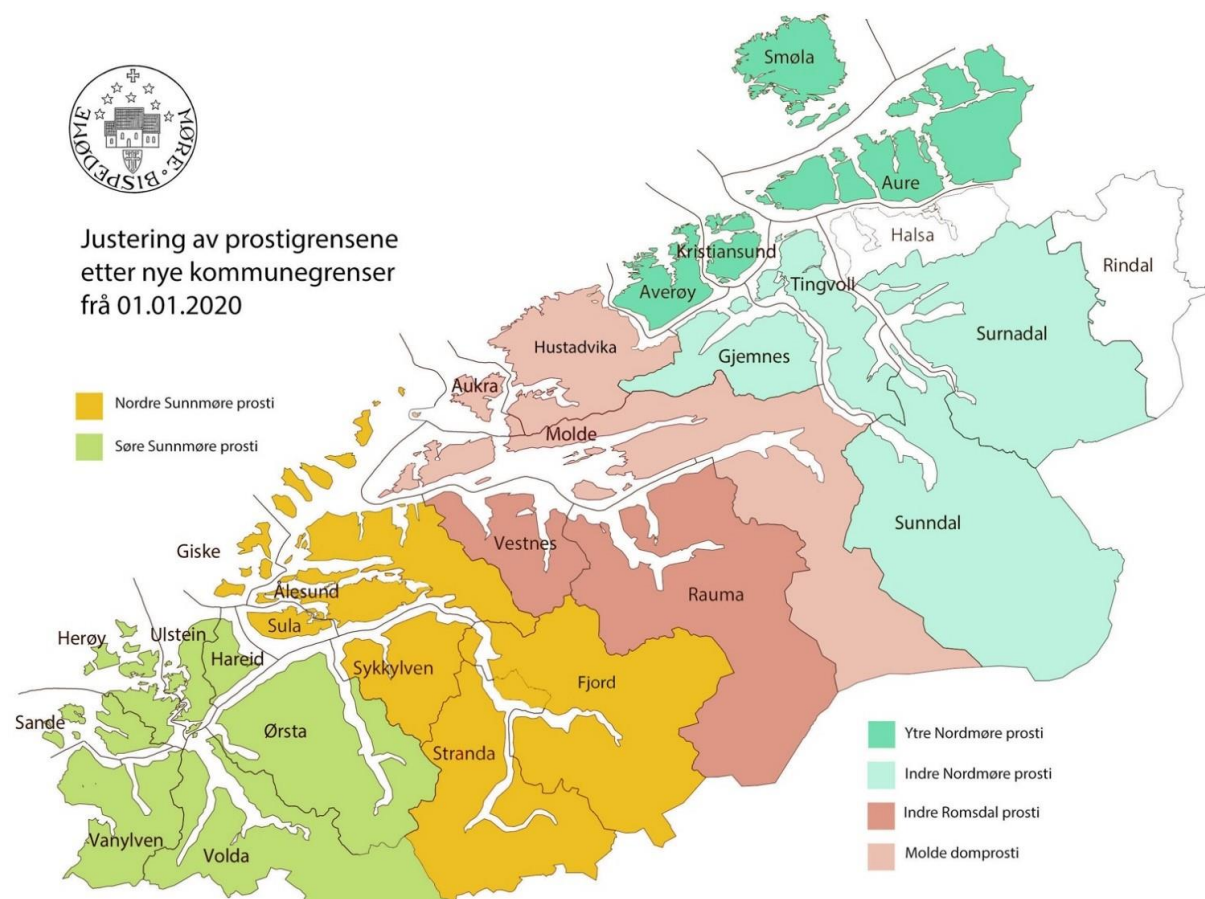 MØRE · BISPEDØMME
Justering av prostigrensene
etter nye kommunegrenser
frå 01.01.2020
Nordre Sunnmøre prosti
Søre Sunnmøre prosti
Smøla
Aure
Halsa
Rindal
Kristiansund
Averøy
Tingvoll
Surnadal
Hustadvika
Gjemnes
Aukra
Molde
Sunndal
Vestnes
Giske
Ålesund
Rauma
Sula
Herøy
Ulstein
Hareid
Sykkylven
Fjord
Sande
Ørsta
Stranda
Vanylven
Volda
Ytre Nordmøre prosti
Indre Nordmøre prosti
Indre Romsdal prosti
Molde domprosti